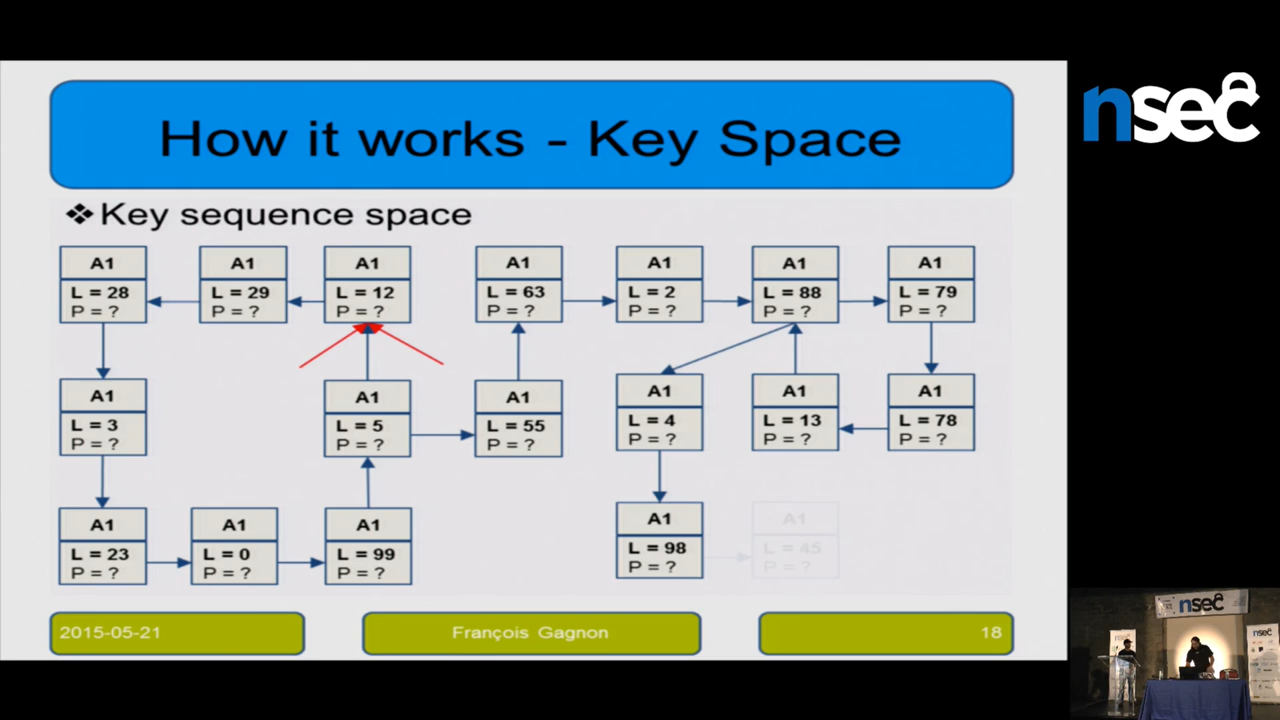 nsec
How it works - Key Space
❖Key sequence space
A1
L = 28
P = ?
A1
L = 29
P = ?
A1
L = 12
P = ?
A1
L = 63
P = ?
A1
L = 2
P = ?
A1
L = 88
P = ?
A1
L = 79
P = ?
A1
L = 3
P = ?
A1
L = 5
P = ?
A1
L = 55
P = ?
A1
L = 4
P = ?
A1
L = 13
P = ?
A1
L = 78
P = ?
A1
L = 23
P = ?
A1
L = 0
P = ?
A1
L = 99
P = ?
A1
L = 98
P = ?
A1
L = 45
P = ?
2015-05-21
François Gagnon
18
nsec
nsec